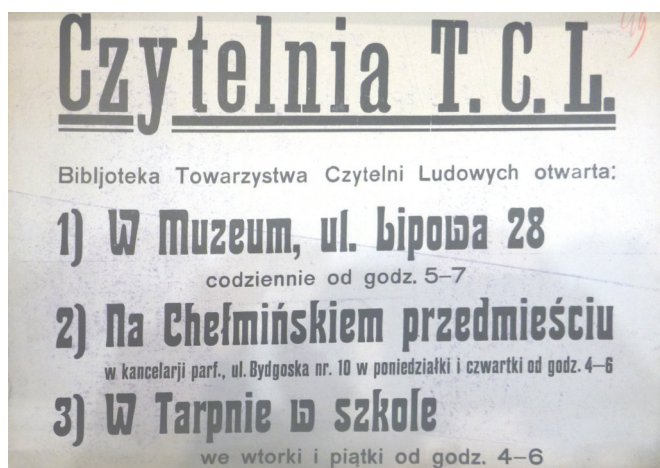 49
Czytelnia T. C. L.
Bibljoteka Towarzystwa Czytelni Ludowych otwarta:
1) W Muzeum, ul. Lipowa 28
codziennie od godz. 5–7
2) Na Chełmińskiem przedmieściu
w kancelarji parf., ul. Bydgoska nr. 10 w poniedziałki i czwartki od godz. 4–6
3) W Tarpnie w szkole
we wtorki i piątki od godz. 4–6